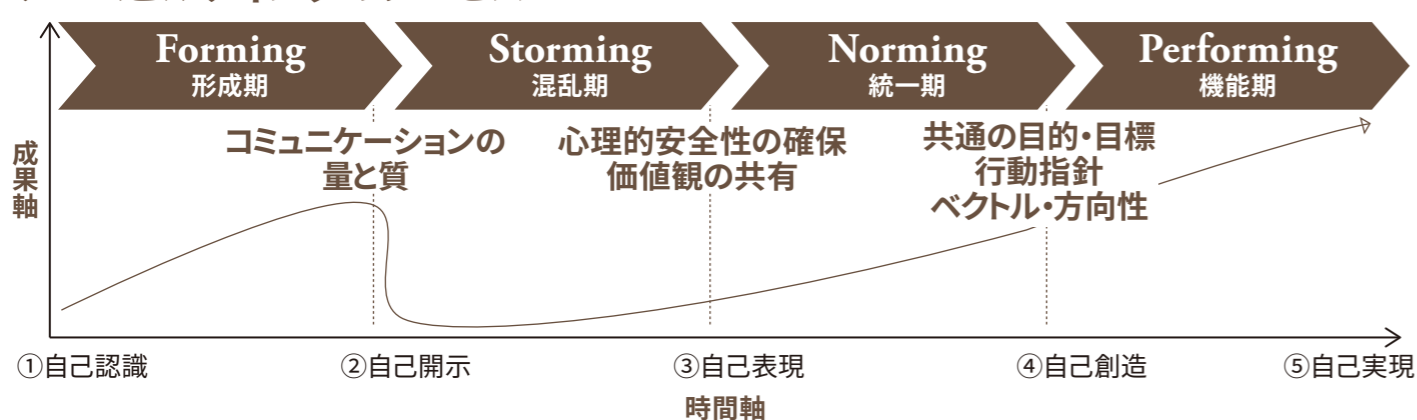 Forming
形成期
Storming
混乱期
Norming
統一期
Performing
機能期
コミュニケーションの
量と質
心理的安全性の確保
価値観の共有
共通の目的・目標
行動指針
ベクトル・方向性
成果軸
①自己認識
②自己開示
③自己表現
④自己創造
⑤自己実現
時間軸